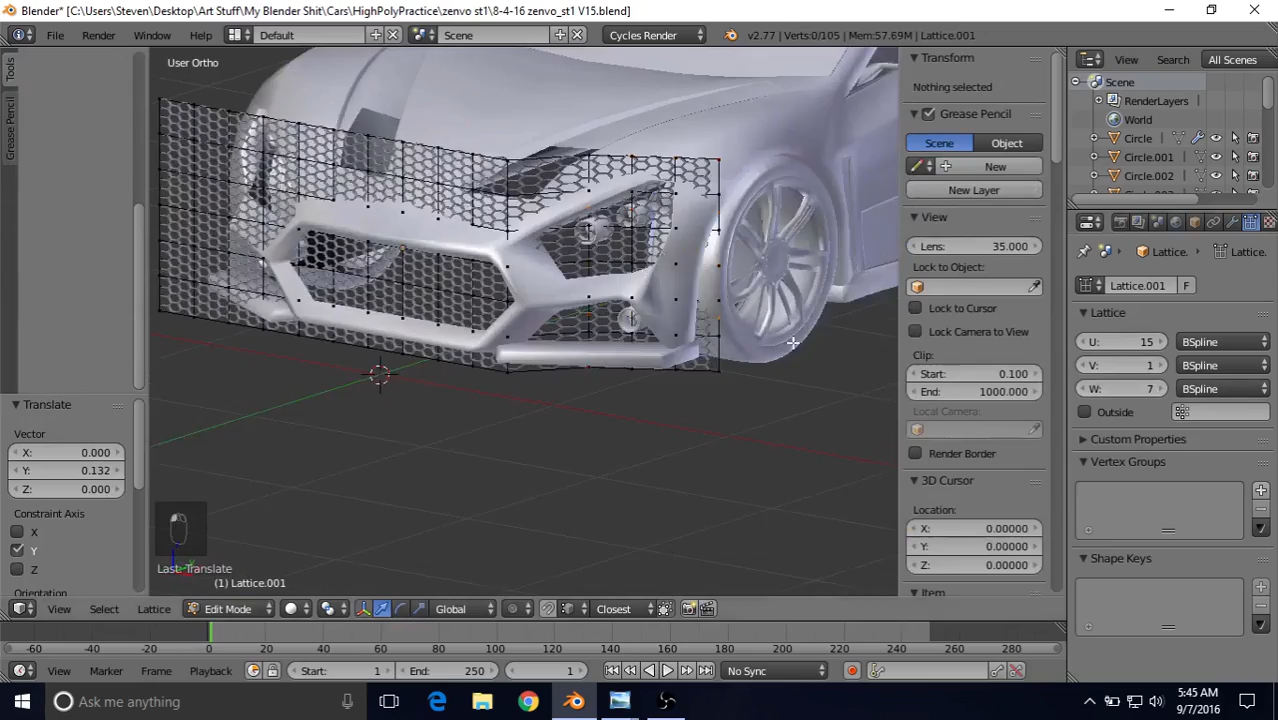 Blender* [C:\Users\Steven\Desktop\Art Stuff\My Blender Shit\Cars\HighPolyPractice\zenvo st1\8-4-16 zenvo_st1 V15.blend]
File Render Window Help Default Scene Cycles Render v2.77 | Verts:0/105 | Mem:57.69M | Lattice.001
View Search All Scenes
Scene
RenderLayers
World
Circle
Circle.001
Circle.002
Tools
Grease Pencil
User Ortho
Translate
Vector
X: 0.000
Y: 0.132
Z: 0.000
Constraint Axis
X
Y
Z
Orientation
Last: Translate
(1) Lattice.001
Transform
Nothing selected
Grease Pencil
Scene Object
New
New Layer
View
Lens: 35.000
Lock to Object:
Lock to Cursor
Lock Camera to View
Clip:
Start: 0.100
End: 1000.000
Local Camera:
Render Border
3D Cursor
Location:
X: 0.00000
Y: 0.00000
Z: 0.00000
Item
Lattice. Lattice.
Lattice.001 F
Lattice
U: 15 BSpline
V: 1 BSpline
W: 7 BSpline
Outside
Custom Properties
Vertex Groups
Shape Keys
View Select Lattice Edit Mode Global Closest
-60 -40 -20 0 20 40 60 80 100 120 140 160 180 200 220 240 260 280
View Marker Frame Playback Start: 1 End: 250 1 No Sync
Ask me anything
5:45 AM
9/7/2016